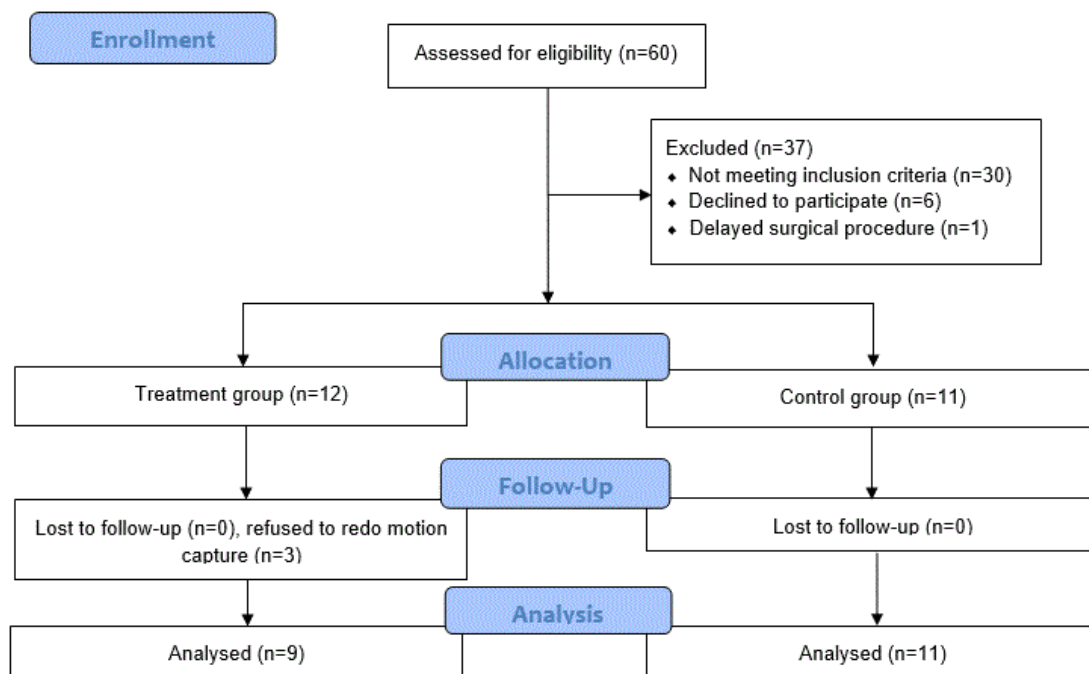 Enrollment
Assessed for eligibility (n=60)
Excluded (n=37)
⬥ Not meeting inclusion criteria (n=30)
⬥ Declined to participate (n=6)
⬥ Delayed surgical procedure (n=1)
Allocation
Treatment group (n=12)
Control group (n=11)
Follow-Up
Lost to follow-up (n=0), refused to redo motion
capture (n=3)
Lost to follow-up (n=0)
Analysis
Analysed (n=9)
Analysed (n=11)